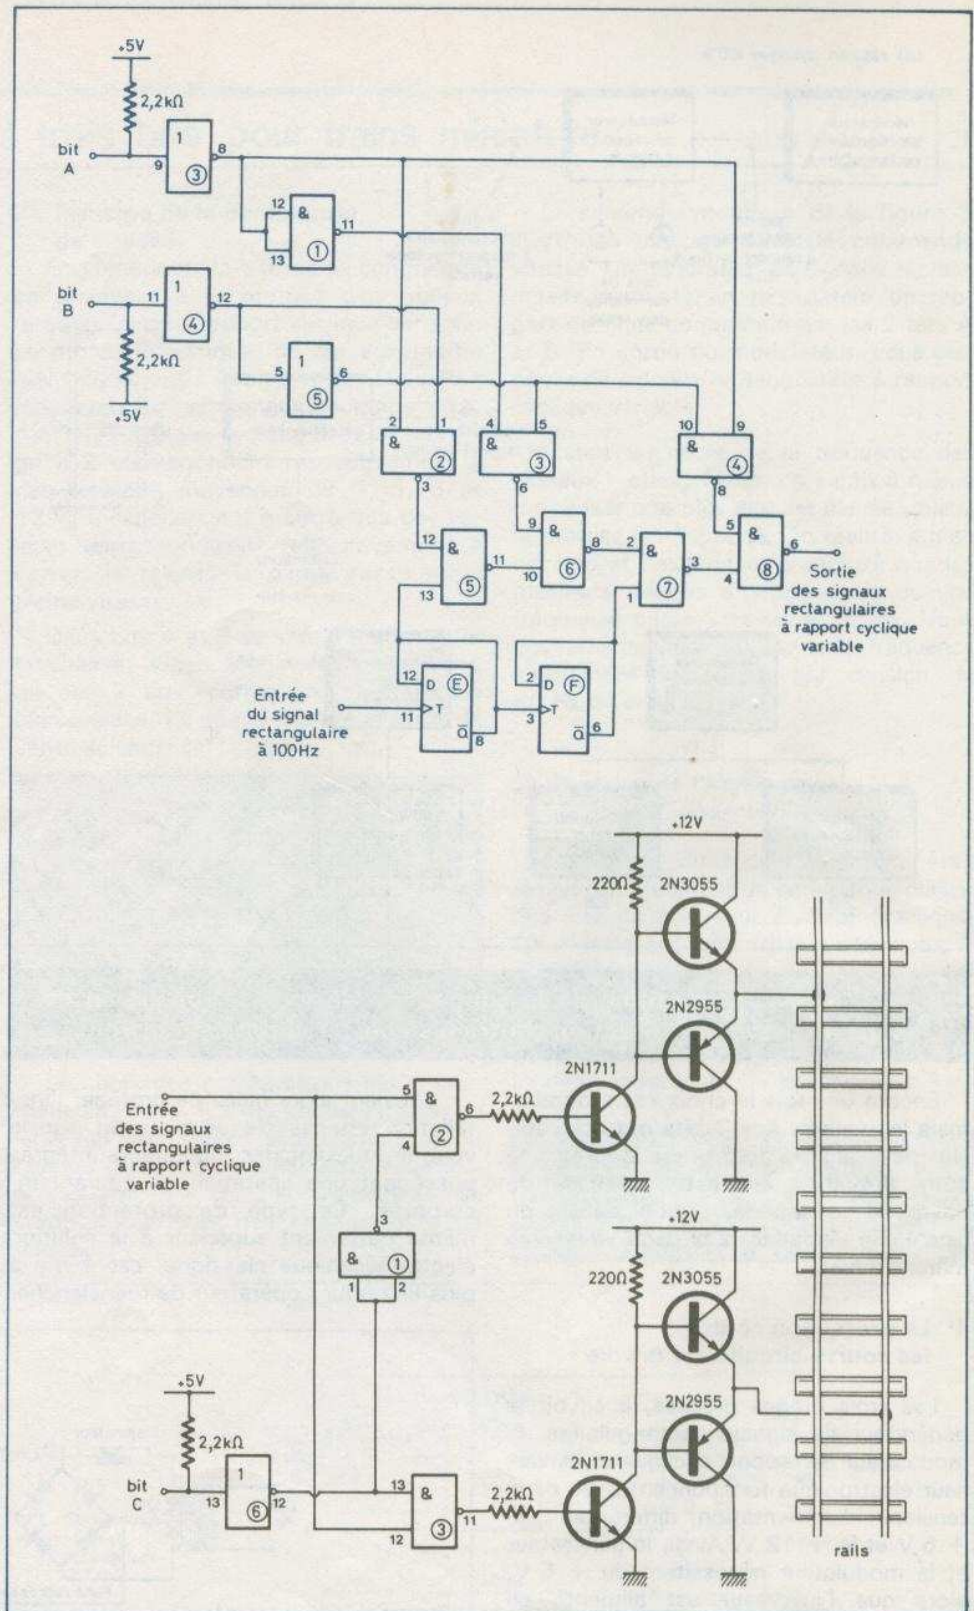 +5V
2,2kΩ
bit
A
9
1
③
8
12
&
13
①
11
bit
B
11
1
④
12
2,2kΩ
+5V
5
1
⑤
6
2
1
&
②
3
4
5
&
③
6
10
9
&
④
8
12
&
13
⑤
11
9
&
10
⑥
8
2
&
1
⑦
3
5
&
4
⑧
6
Sortie
des signaux
rectangulaires
à rapport cyclique
variable
Entrée
du signal
rectangulaire
à 100Hz
12
D
Ⓔ
11
T
Q̅
8
2
D
Ⓕ
3
T
Q̅
6
+12V
220Ω
2N3055
2N2955
2N1711
Entrée
des signaux
rectangulaires
à rapport cyclique
variable
5
&
4
②
6
2,2kΩ
3
&
①
1
2
+12V
220Ω
2N3055
2N2955
2N1711
+5V
2,2kΩ
bit
C
13
1
⑥
12
13
&
12
③
11
2,2kΩ
rails